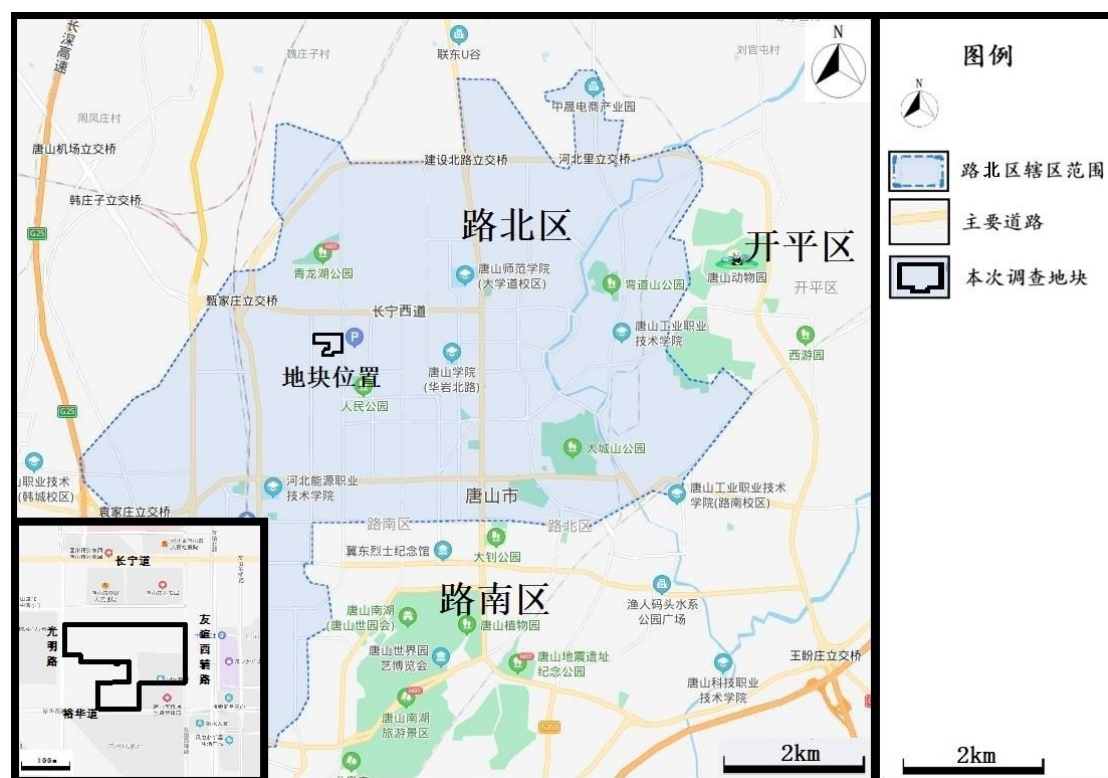 长深高速
魏庄子村
联东U谷
N
刘官屯村
周凤庄村
中晟电商产业园
唐山机场立交桥
建设北路立交桥
河北里立交桥
韩庄子立交桥
G25
路北区
开平区
HOT
青龙湖公园
唐山师范学院
(大学道校区)
弯道山公园
唐山动物园
开平区
甄家庄立交桥
长宁西道
P
唐山工业职业
技术学院
西游园
地块位置
唐山学院
(华岩北路)
人民公园
G25
大城山公园
山职业技术
(韩城校区)
河北能源职业
技术学院
唐山市
唐山工业职业技术
学院(路南校区)
袁家庄立交桥
路南区
路北区
冀东烈士纪念馆
大钊公园
路南区
渔人码头水系
公园广场
唐山南湖
(唐山世园会)
唐山植物园
唐山世界园
艺博览会
HOT
唐山地震遗址
纪念公园
王盼庄立交桥
唐山科技职业
技术学院
HOT
唐山南湖
旅游景区
2km
长宁道
光明路
友谊西辅路
裕华道
100m
图例
N
路北区辖区范围
主要道路
本次调查地块
2km